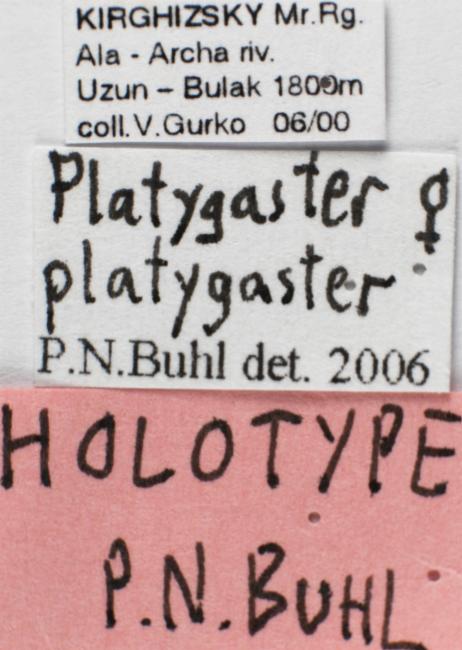 KIRGHIZSKY Mr.Rg.
Ala - Archa riv.
Uzun – Bulak 1800m
coll.V.Gurko 06/00
Platygaster ♀
platygaster
P.N.Buhl det. 2006
HOLOTYPE
P.N.BUHL